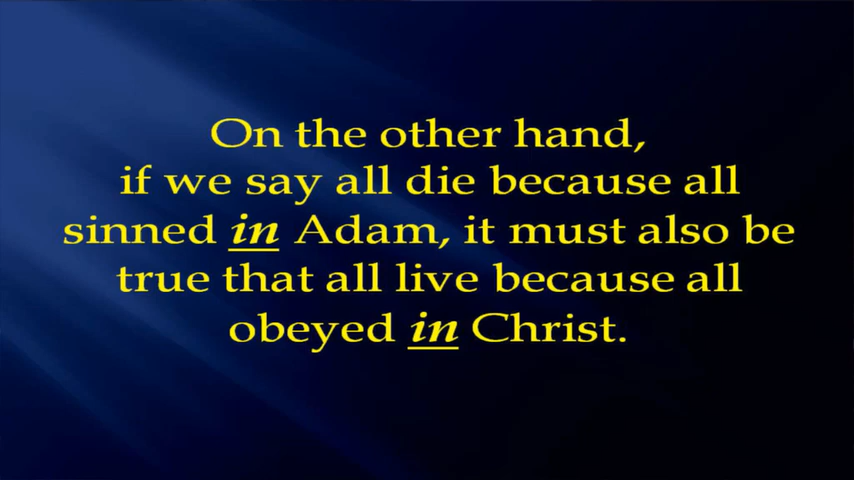 On the other hand,
if we say all die because all
sinned in Adam, it must also be
true that all live because all
obeyed in Christ.